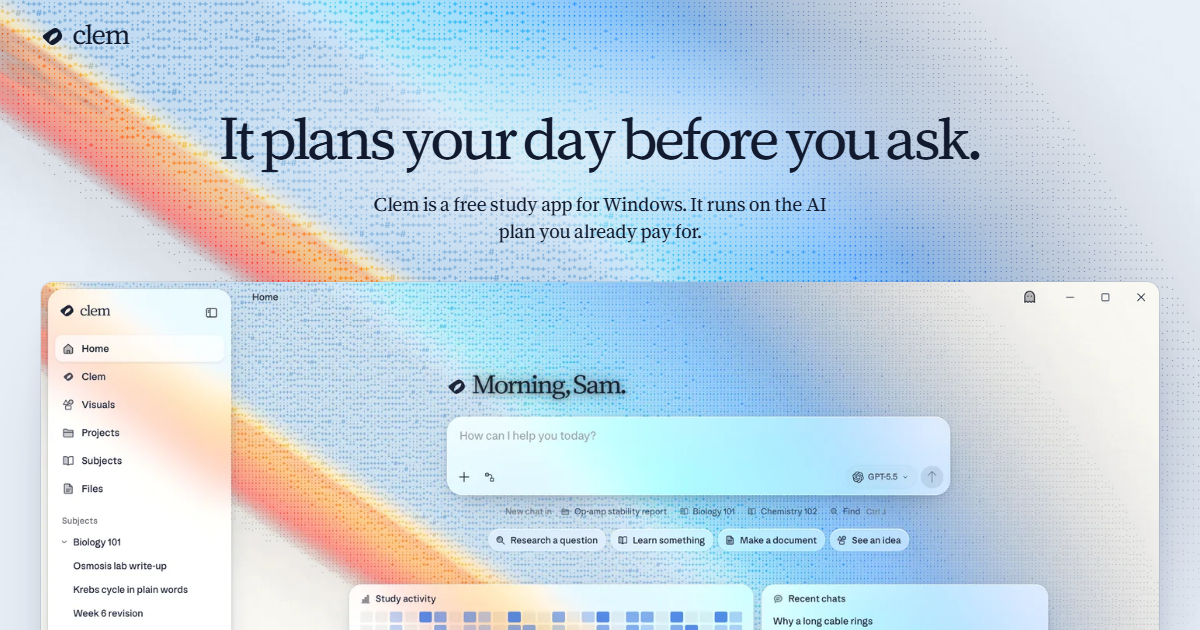 clem
It plans your day before you ask.
Clem is a free study app for Windows. It runs on the AI
plan you already pay for.
clem
Home
Home
Clem
Visuals
Projects
Subjects
Files
Subjects
Biology 101
Osmosis lab write-up
Krebs cycle in plain words
Week 6 revision
Morning, Sam.
How can I help you today?
GPT-5.5
New chat in Op-amp stability report Biology 101 Chemistry 102 Find Ctrl J
Research a question Learn something Make a document See an idea
Study activity
Recent chats
Why a long cable rings